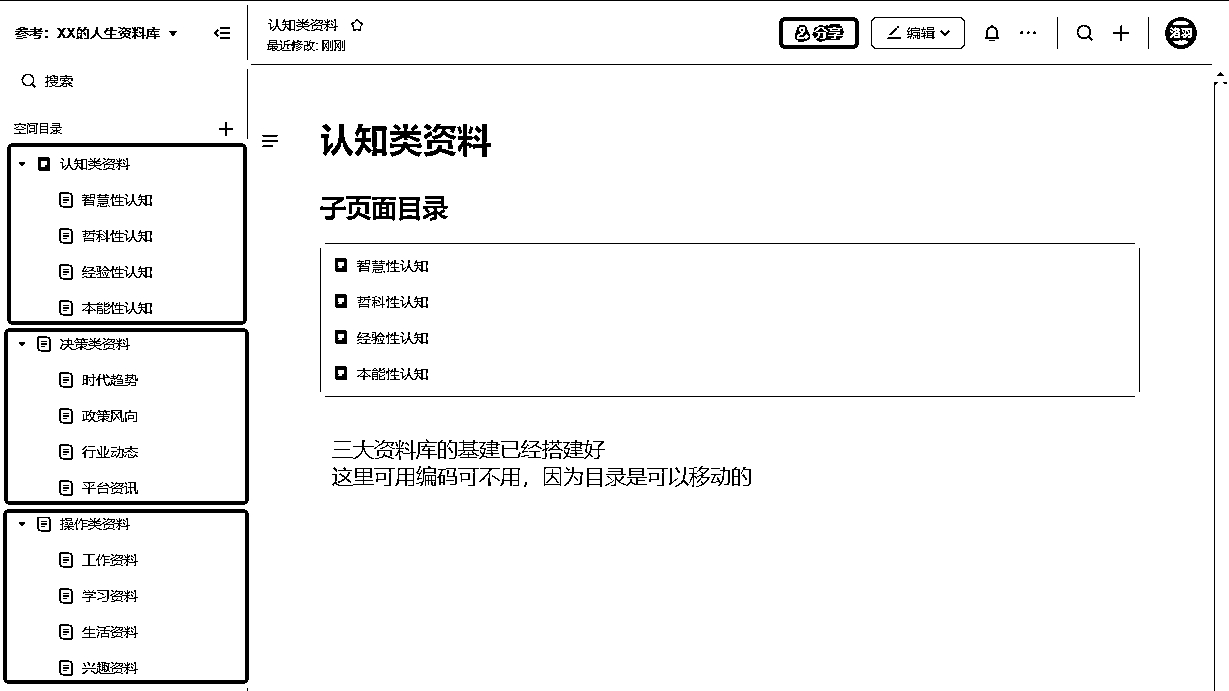 参考：XX的人生资料库
搜索
空间目录
认知类资料
智慧性认知
哲科性认知
经验性认知
本能性认知
决策类资料
时代趋势
政策风向
行业动态
平台资讯
操作类资料
工作资料
学习资料
生活资料
兴趣资料
认知类资料
最近修改: 刚刚
分享
编辑
认知类资料
子页面目录
智慧性认知
哲科性认知
经验性认知
本能性认知
三大资料库的基建已经搭建好
这里可用编码可不用，因为目录是可以移动的